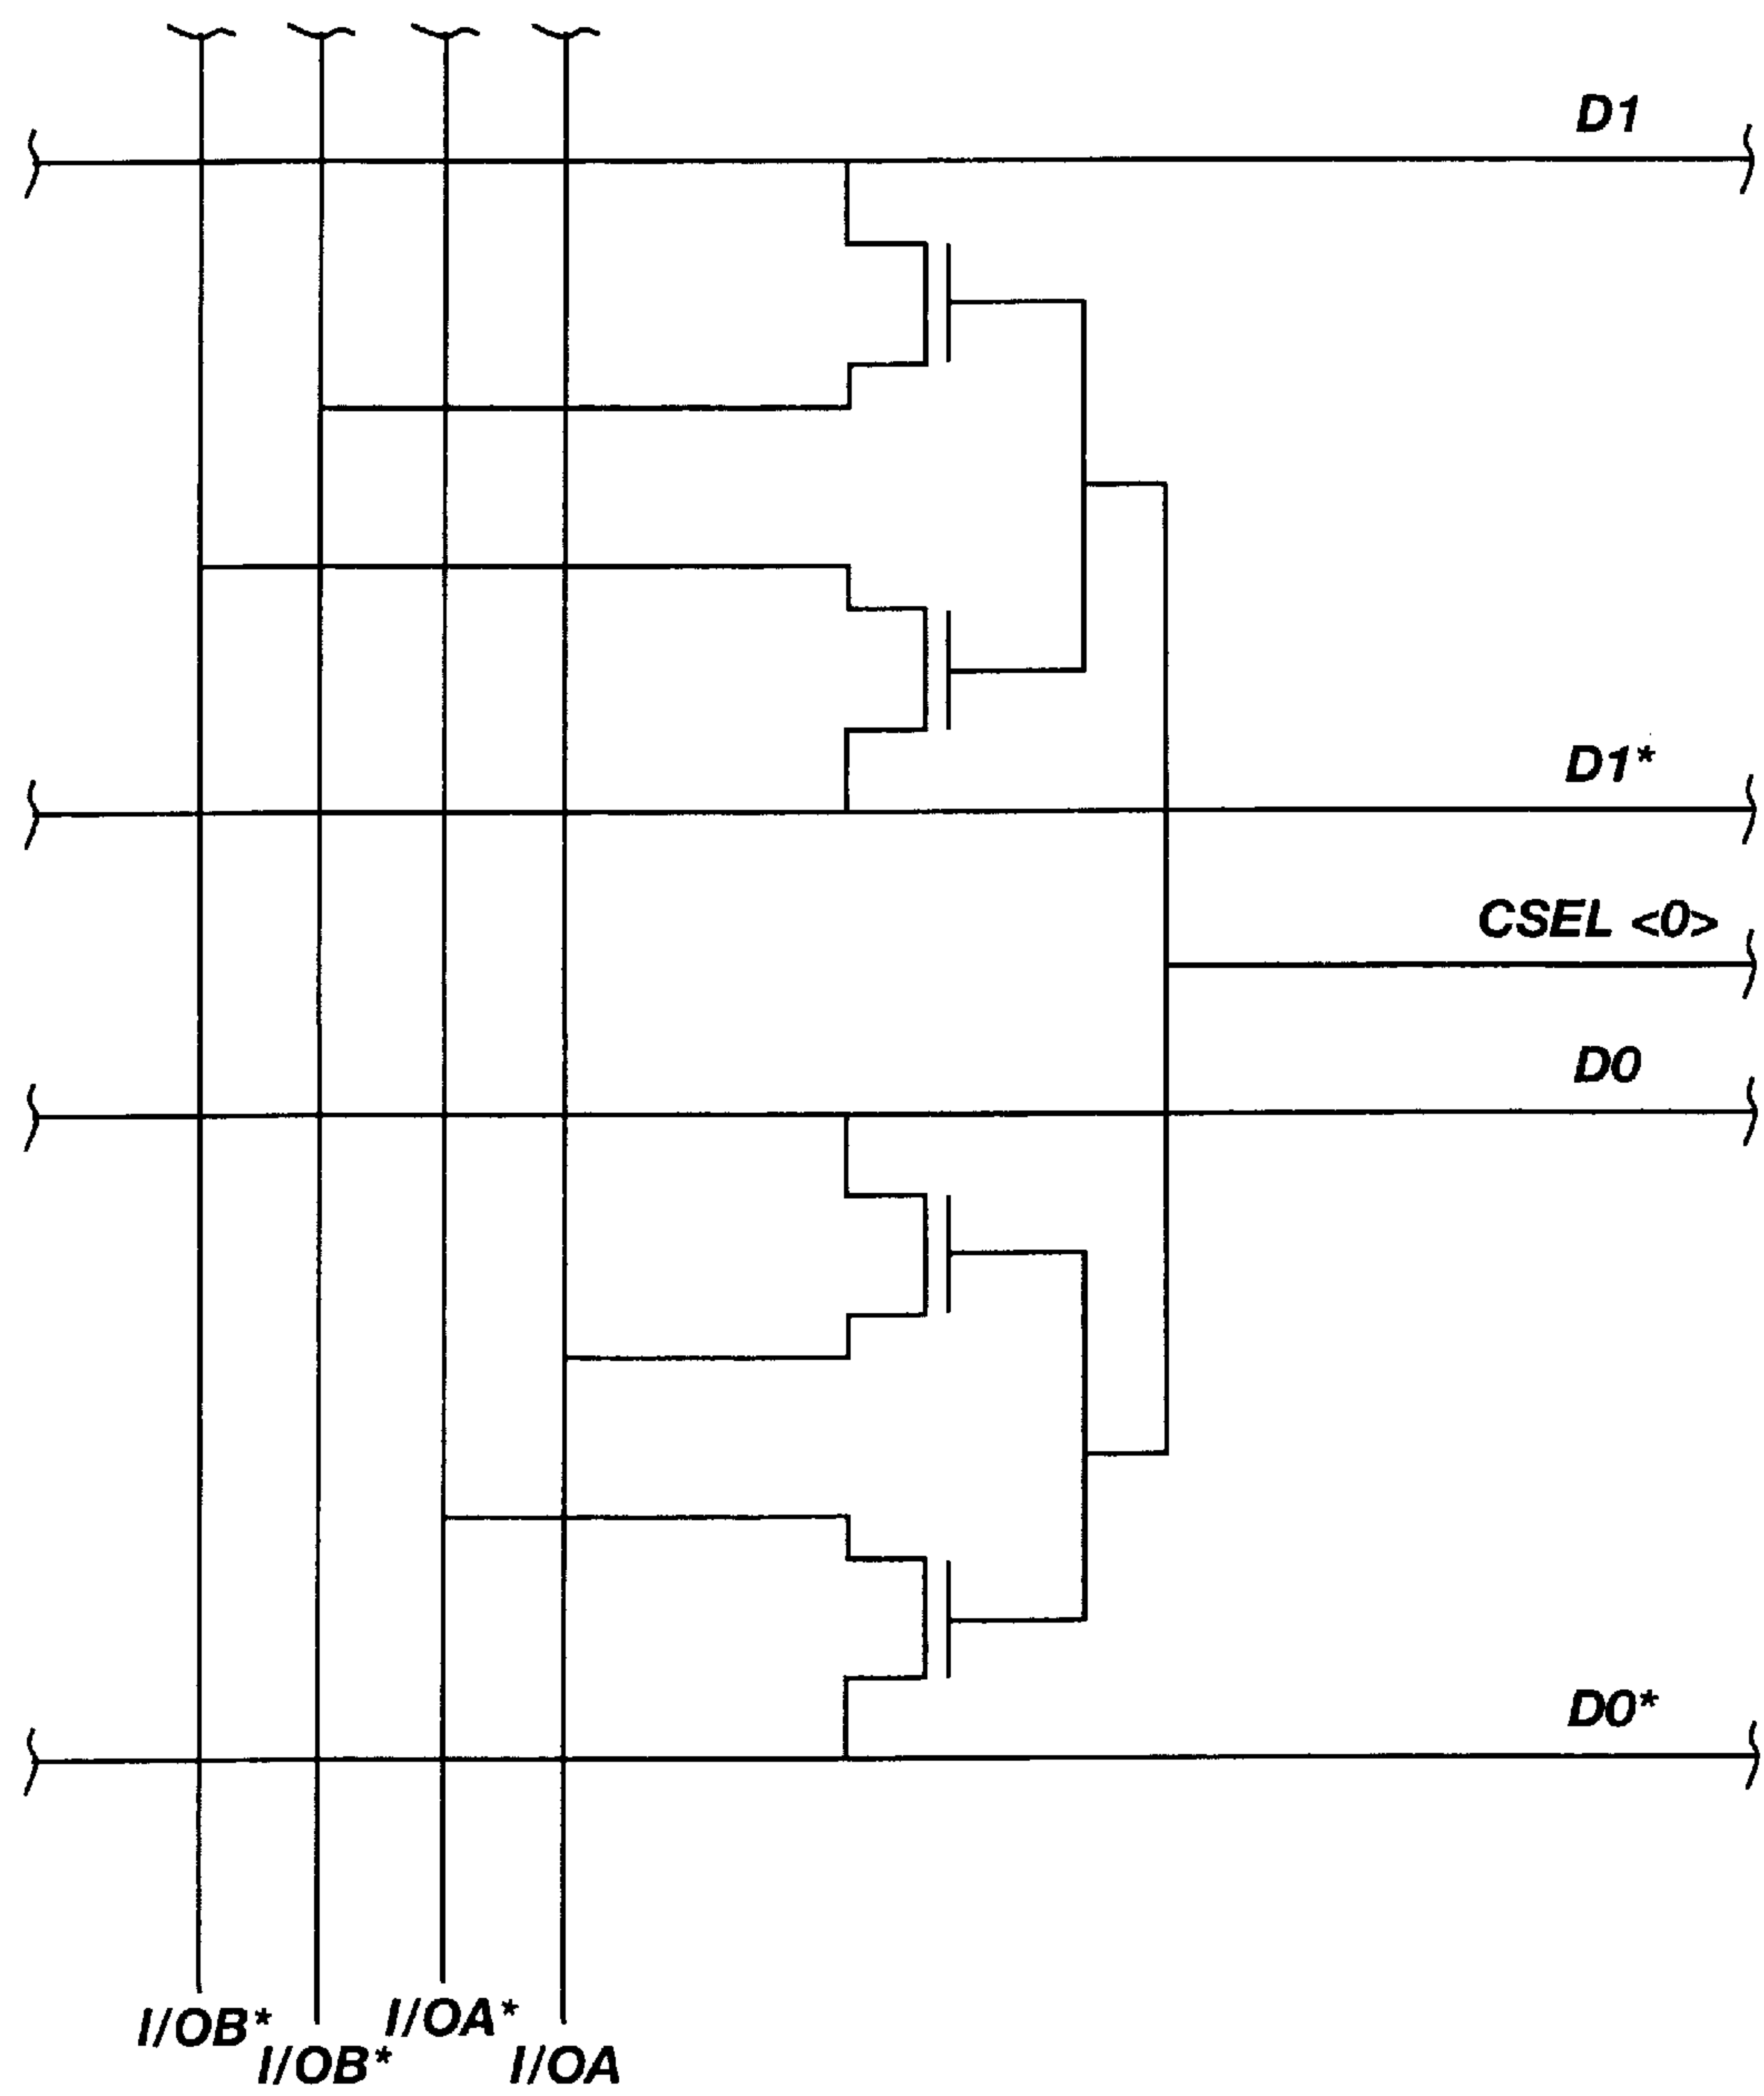 D1
D1*
CSEL <0>
D0
D0*
I/OB*
I/OB*
I/OA*
I/OA